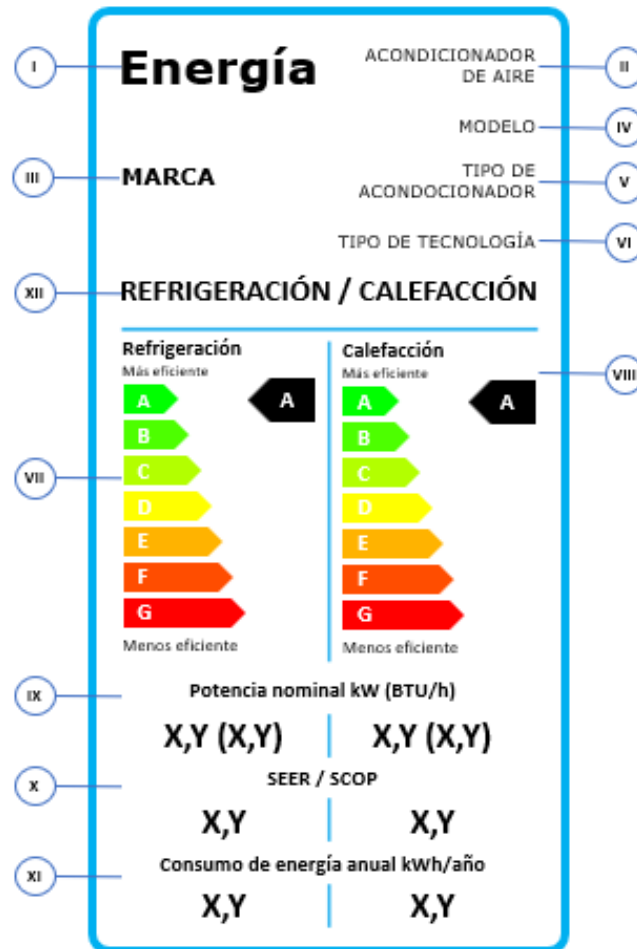 I
Energía
ACONDICIONADOR
DE AIRE
II
MODELO
IV
III
MARCA
TIPO DE
ACONDOCIONADOR
V
TIPO DE TECNOLOGÍA
VI
XII
REFRIGERACIÓN / CALEFACCIÓN
Refrigeración
Más eficiente
A
A
B
C
D
E
F
G
Menos eficiente
VII
Calefacción
Más eficiente
A
A
B
C
D
E
F
G
Menos eficiente
VIII
IX
Potencia nominal kW (BTU/h)
X,Y (X,Y)
X,Y (X,Y)
X
SEER / SCOP
X,Y
X,Y
XI
Consumo de energía anual kWh/año
X,Y
X,Y